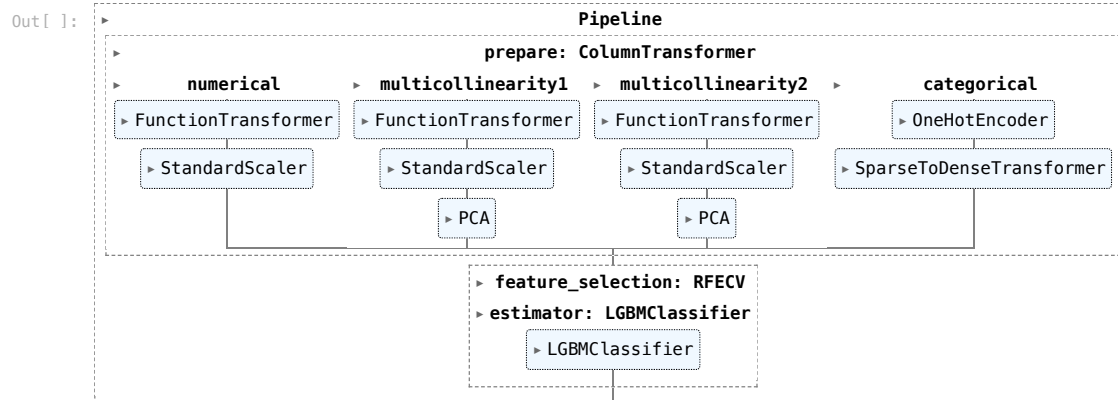 Out[ ]:
Pipeline
prepare: ColumnTransformer
numerical multicollinearity1 multicollinearity2 categorical
FunctionTransformer FunctionTransformer FunctionTransformer OneHotEncoder
StandardScaler StandardScaler StandardScaler SparseToDenseTransformer
PCA PCA
feature_selection: RFECV
estimator: LGBMClassifier
LGBMClassifier